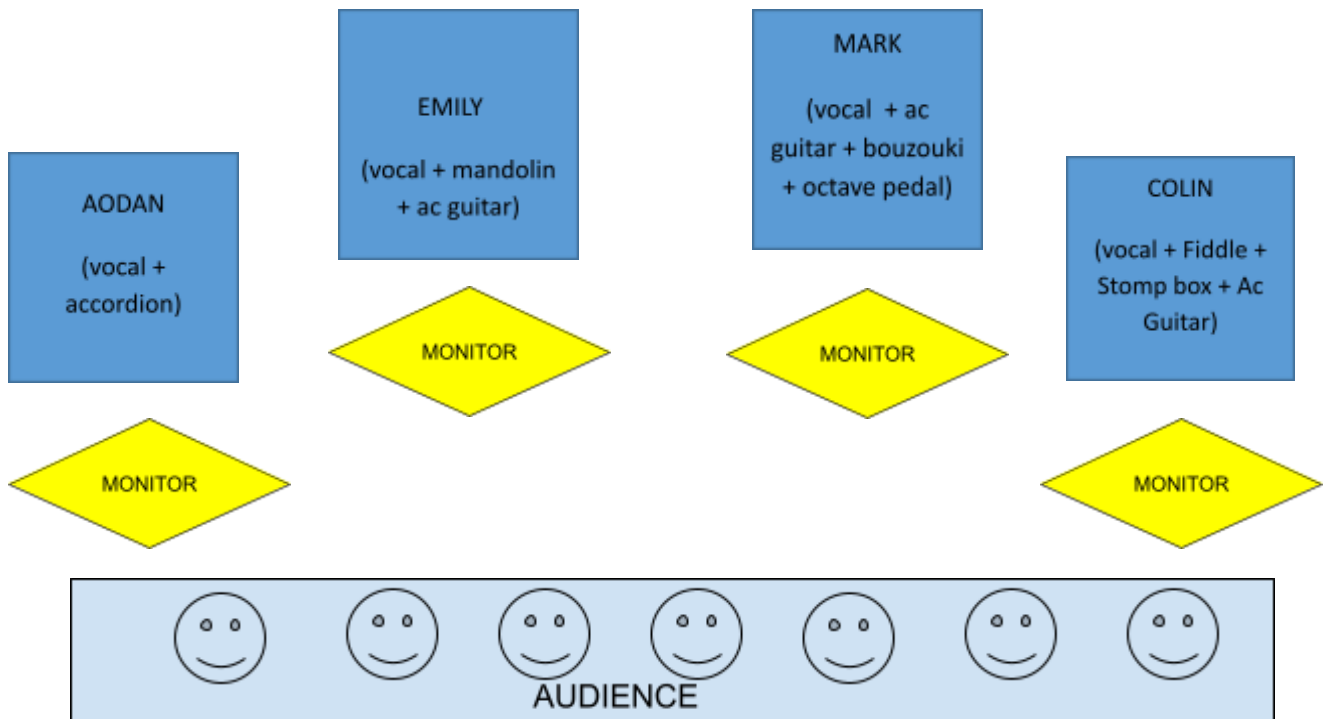 AODAN
(vocal +
accordion)
EMILY
(vocal + mandolin
+ ac guitar)
MARK
(vocal + ac
guitar + bouzouki
+ octave pedal)
COLIN
(vocal + Fiddle +
Stomp box + Ac
Guitar)
MONITOR
MONITOR
MONITOR
MONITOR
AUDIENCE